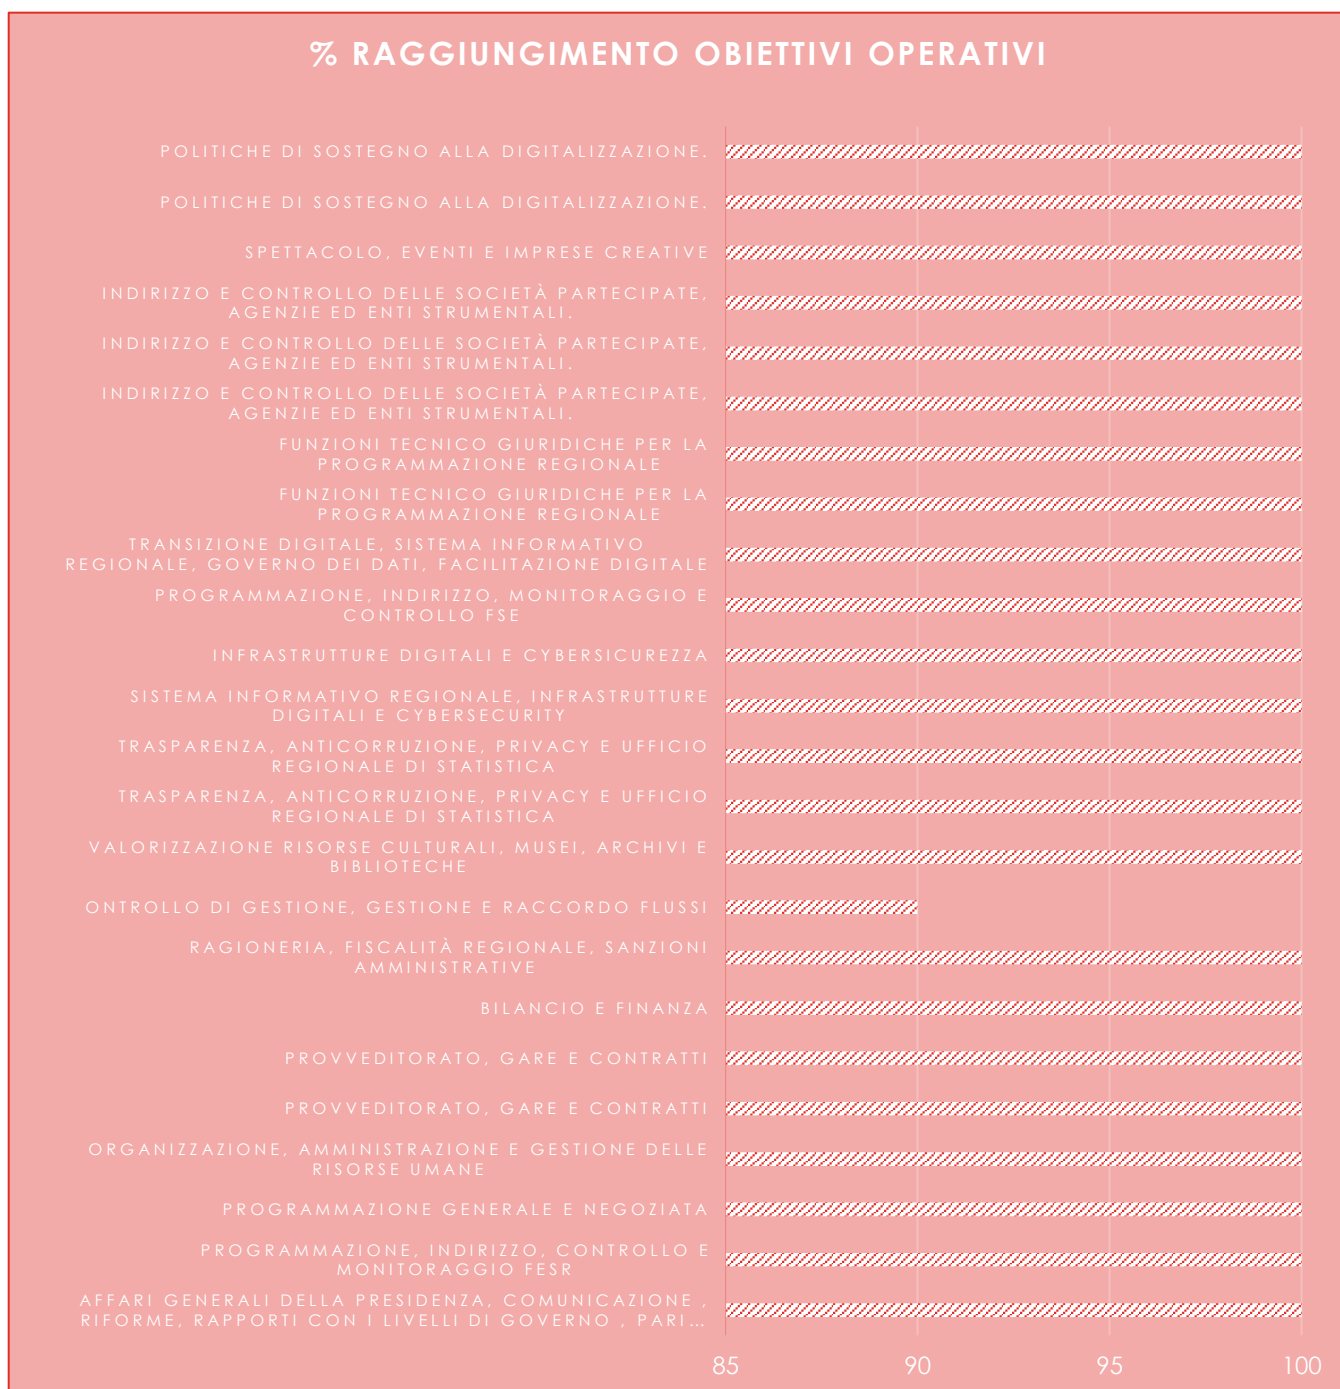 % RAGGIUNGIMENTO OBIETTIVI OPERATIVI
POLITICHE DI SOSTEGNO ALLA DIGITALIZZAZIONE.
POLITICHE DI SOSTEGNO ALLA DIGITALIZZAZIONE.
SPETTACOLO, EVENTI E IMPRESE CREATIVE
INDIRIZZO E CONTROLLO DELLE SOCIETÀ PARTECIPATE,
AGENZIE ED ENTI STRUMENTALI.
INDIRIZZO E CONTROLLO DELLE SOCIETÀ PARTECIPATE,
AGENZIE ED ENTI STRUMENTALI.
INDIRIZZO E CONTROLLO DELLE SOCIETÀ PARTECIPATE,
AGENZIE ED ENTI STRUMENTALI.
FUNZIONI TECNICO GIURIDICHE PER LA
PROGRAMMAZIONE REGIONALE
FUNZIONI TECNICO GIURIDICHE PER LA
PROGRAMMAZIONE REGIONALE
TRANSIZIONE DIGITALE, SISTEMA INFORMATIVO
REGIONALE, GOVERNO DEI DATI, FACILITAZIONE DIGITALE
PROGRAMMAZIONE, INDIRIZZO, MONITORAGGIO E
CONTROLLO FSE
INFRASTRUTTURE DIGITALI E CYBERSICUREZZA
SISTEMA INFORMATIVO REGIONALE, INFRASTRUTTURE
DIGITALI E CYBERSECURITY
TRASPARENZA, ANTICORRUZIONE, PRIVACY E UFFICIO
REGIONALE DI STATISTICA
TRASPARENZA, ANTICORRUZIONE, PRIVACY E UFFICIO
REGIONALE DI STATISTICA
VALORIZZAZIONE RISORSE CULTURALI, MUSEI, ARCHIVI E
BIBLIOTECHE
ONTROLLO DI GESTIONE, GESTIONE E RACCORDO FLUSSI
RAGIONERIA, FISCALITÀ REGIONALE, SANZIONI
AMMINISTRATIVE
BILANCIO E FINANZA
PROVVEDITORATO, GARE E CONTRATTI
PROVVEDITORATO, GARE E CONTRATTI
ORGANIZZAZIONE, AMMINISTRAZIONE E GESTIONE DELLE
RISORSE UMANE
PROGRAMMAZIONE GENERALE E NEGOZIATA
PROGRAMMAZIONE, INDIRIZZO, CONTROLLO E
MONITORAGGIO FESR
AFFARI GENERALI DELLA PRESIDENZA, COMUNICAZIONE ,
RIFORME, RAPPORTI CON I LIVELLI DI GOVERNO , PARI…
85 90 95 100